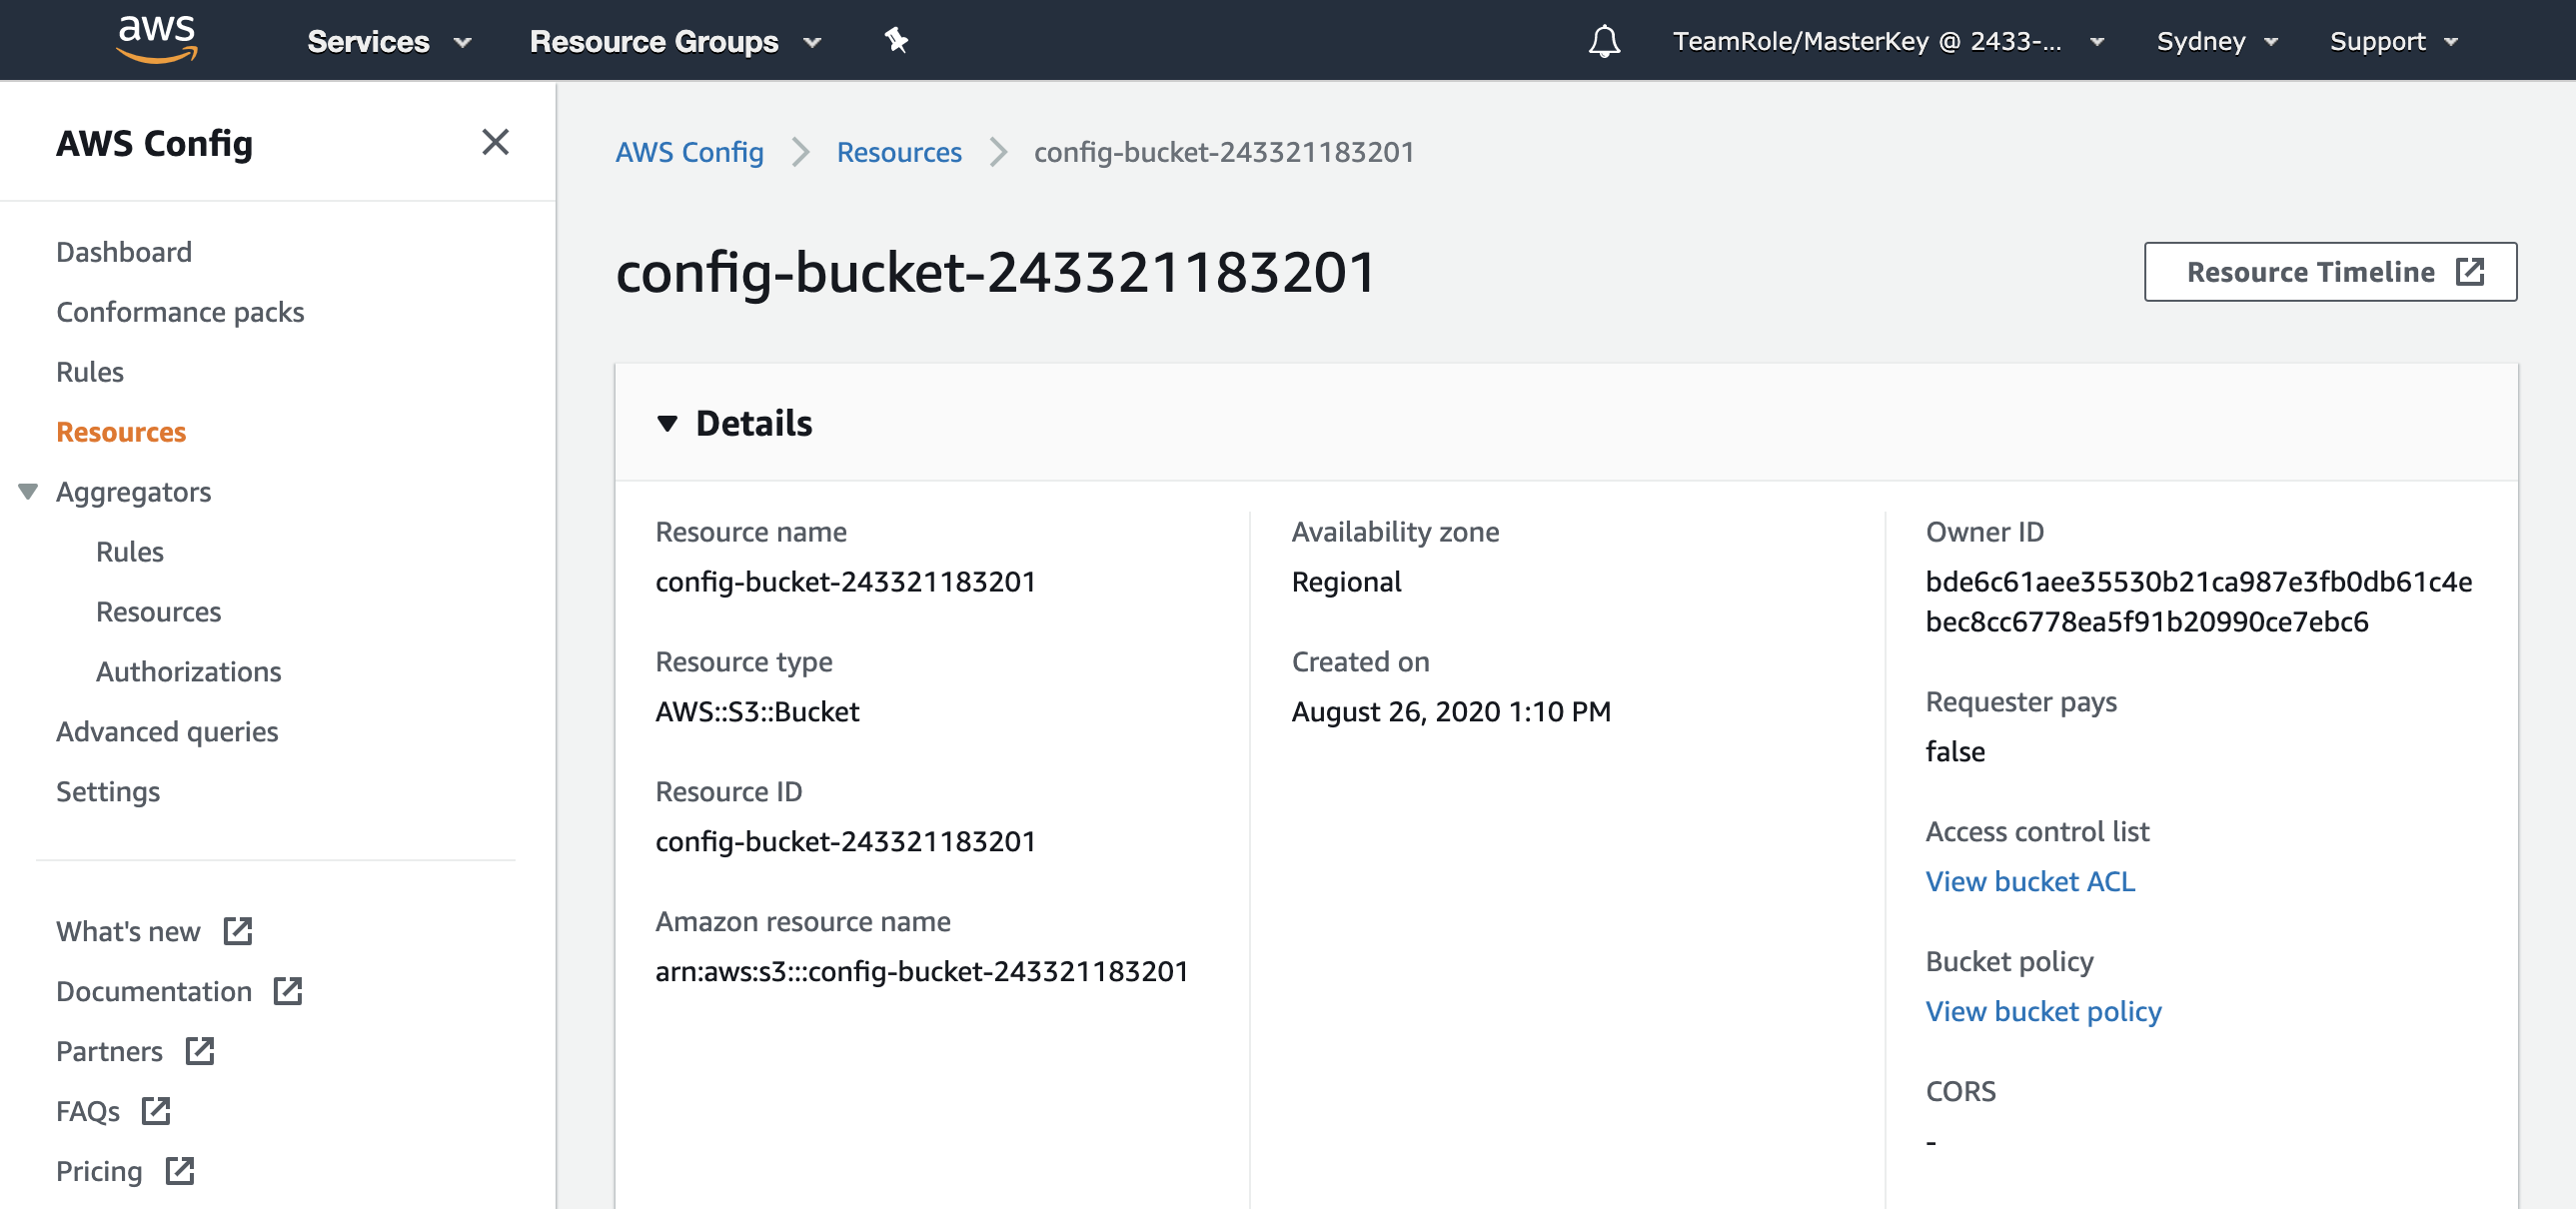 aws
Services
Resource Groups
TeamRole/MasterKey @ 2433-...
Sydney
Support
AWS Config
Dashboard
Conformance packs
Rules
Resources
Aggregators
Rules
Resources
Authorizations
Advanced queries
Settings
What's new
Documentation
Partners
FAQs
Pricing
AWS Config
Resources
config-bucket-243321183201
config-bucket-243321183201
Resource Timeline
Details
Resource name
config-bucket-243321183201
Resource type
AWS::S3::Bucket
Resource ID
config-bucket-243321183201
Amazon resource name
arn:aws:s3:::config-bucket-243321183201
Availability zone
Regional
Created on
August 26, 2020 1:10 PM
Owner ID
bde6c61aee35530b21ca987e3fb0db61c4e
bec8cc6778ea5f91b20990ce7ebc6
Requester pays
false
Access control list
View bucket ACL
Bucket policy
View bucket policy
CORS
-